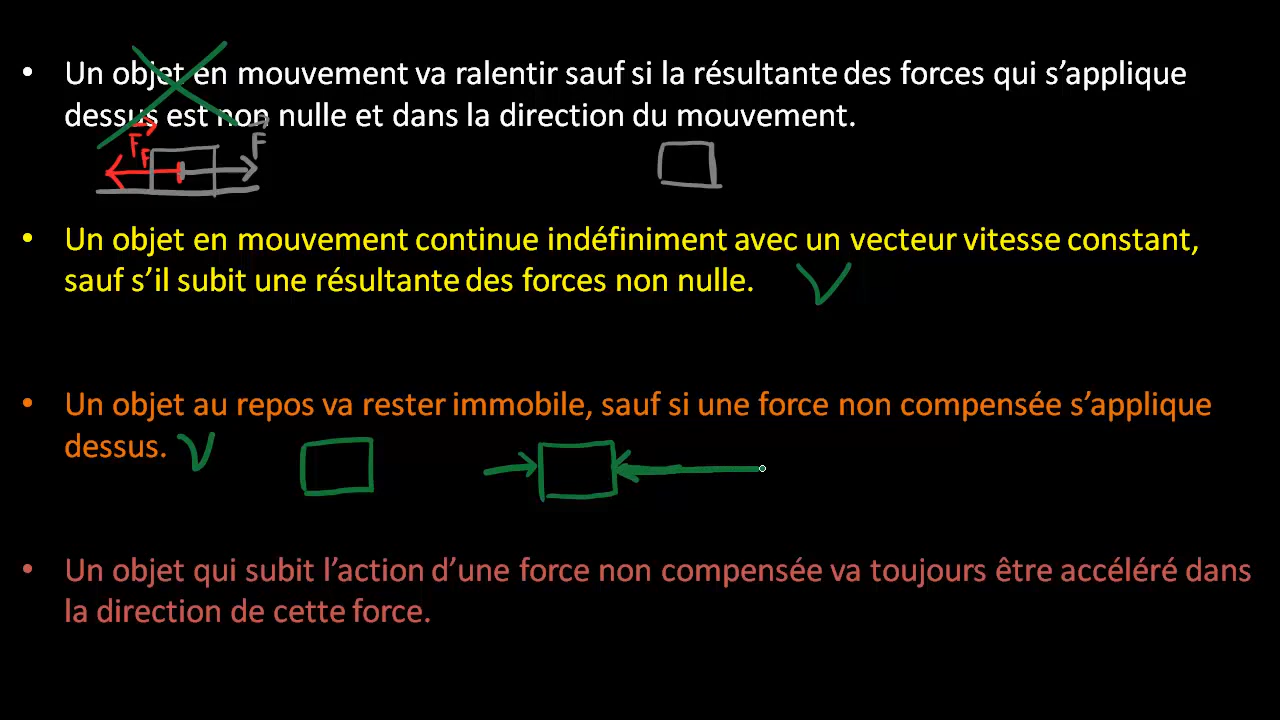 • Un objet en mouvement va ralentir sauf si la résultante des forces qui s’applique
dessus est non nulle et dans la direction du mouvement.
F_F F
• Un objet en mouvement continue indéfiniment avec un vecteur vitesse constant,
sauf s’il subit une résultante des forces non nulle.
• Un objet au repos va rester immobile, sauf si une force non compensée s’applique
dessus.
• Un objet qui subit l’action d’une force non compensée va toujours être accéléré dans
la direction de cette force.